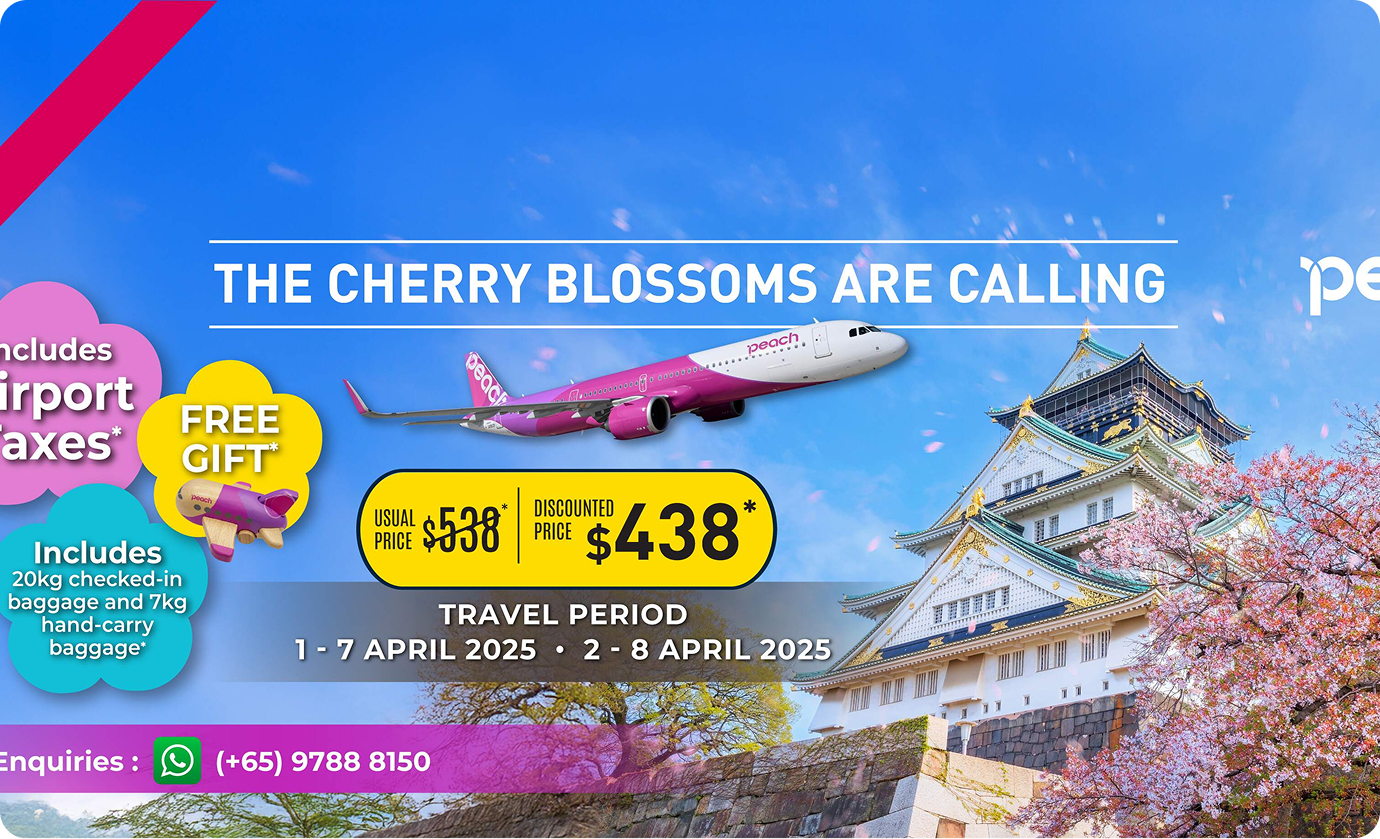 THE CHERRY BLOSSOMS ARE CALLING
pe
peach
peach
ncludes
irport
axes*
FREE
GIFT*
peach
Includes
20kg checked-in
baggage and 7kg
hand-carry
baggage*
USUAL
PRICE
$538*
DISCOUNTED
PRICE
$438*
TRAVEL PERIOD
1 - 7 APRIL 2025 • 2 - 8 APRIL 2025
Enquiries : (+65) 9788 8150